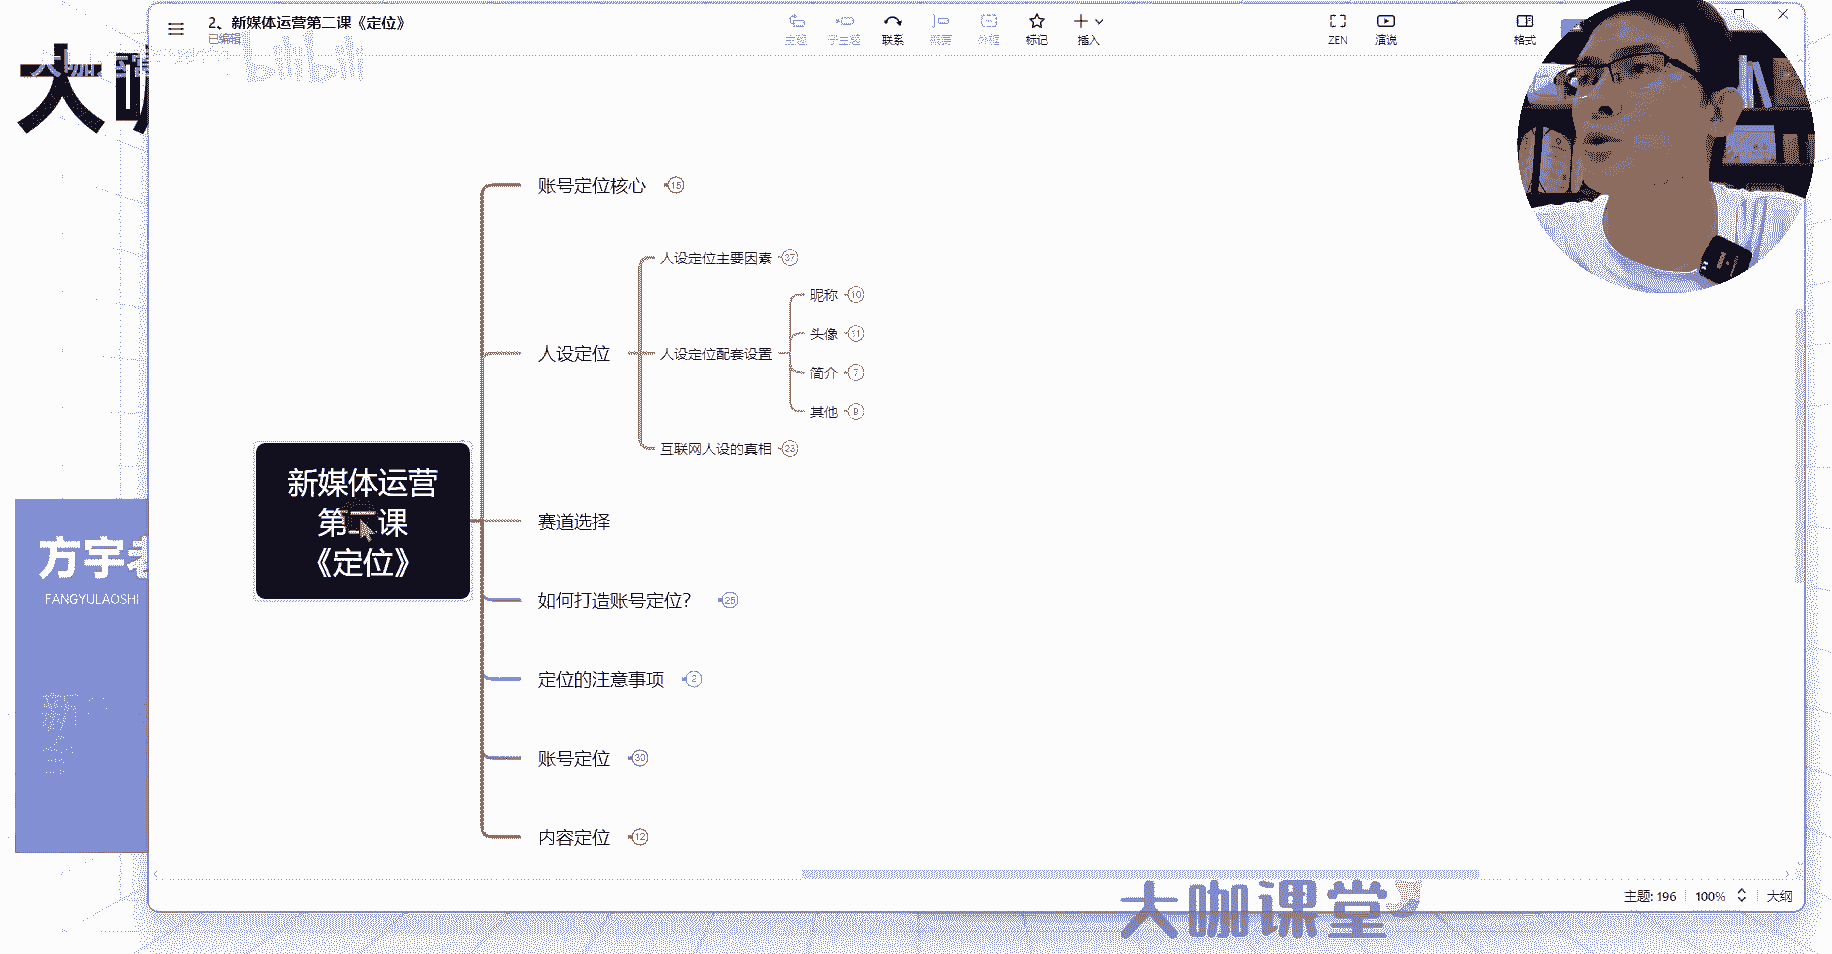 2、新媒体运营第二课《定位》
已编辑
主题
子主题
联系
概要
外框
标记
插入
ZEN
演说
格式
bilibili
大咖
账号定位核心 15
人设定位主要因素 37
昵称 10
头像 11
人设定位
人设定位配套设置
简介 7
其他 9
互联网人设的真相 23
新媒体运营
第二课
《定位》
赛道选择
如何打造账号定位？ 25
定位的注意事项 2
账号定位 30
内容定位 12
方宇老
FANGYULAOSHI
主题: 196
100%
大纲
大咖课堂